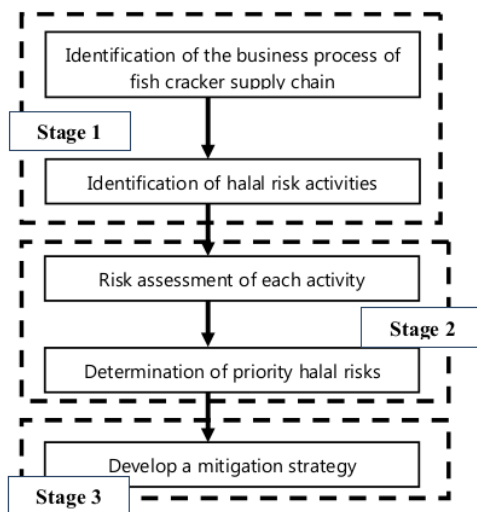 Identification of the business process of
fish cracker supply chain
Stage 1
Identification of halal risk activities
Risk assessment of each activity
Stage 2
Determination of priority halal risks
Develop a mitigation strategy
Stage 3